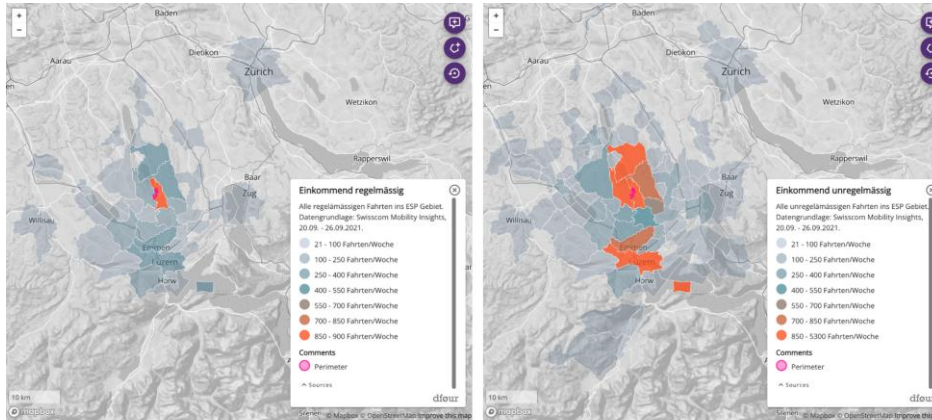 +
−
Baden
Aarau
Dietikon
Zürich
Wetzikon
Rapperswil
Baar
Zug
Willisau
Emmen
Luzern
Horw
Einkommend regelmässig
Alle regelämässigen Fahrten ins ESP Gebiet.
Datengrundlage: Swisscom Mobility Insights,
20.09. - 26.09.2021.
21 - 100 Fahrten/Woche
100 - 250 Fahrten/Woche
250 - 400 Fahrten/Woche
400 - 550 Fahrten/Woche
550 - 700 Fahrten/Woche
700 - 850 Fahrten/Woche
850 - 900 Fahrten/Woche
Comments
Perimeter
Sources
dfour
10 km
mapbox
© Mapbox © OpenStreetMap Improve this map
+
−
Baden
Aarau
Dietikon
Zürich
Wetzikon
Rapperswil
Baar
Zug
Willisau
Emmen
Luzern
Horw
Einkommend unregelmässig
Alle unregelämässigen Fahrten ins ESP Gebiet.
Datengrundlage: Swisscom Mobility Insights,
20.09. - 26.09.2021.
21 - 100 Fahrten/Woche
100 - 250 Fahrten/Woche
250 - 400 Fahrten/Woche
400 - 550 Fahrten/Woche
550 - 700 Fahrten/Woche
700 - 850 Fahrten/Woche
850 - 5300 Fahrten/Woche
Comments
Perimeter
Sources
dfour
10 km
mapbox
© Mapbox © OpenStreetMap Improve this map